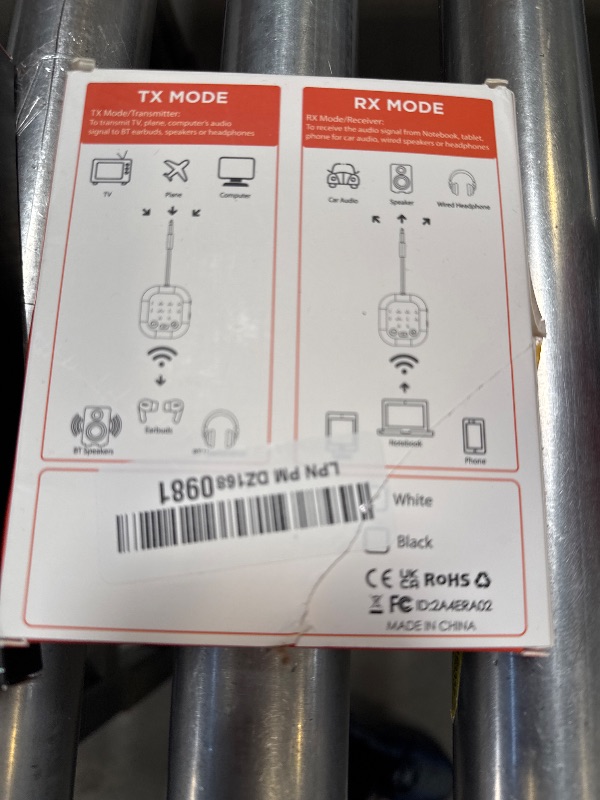 TX MODE
TX Mode/Transmitter:
To transmit TV, plane, computer's audio
signal to BT earbuds, speakers or headphones
TV
Plane
Computer
BT Speakers
Earbuds
RX MODE
RX Mode/Receiver:
To receive the audio signal from Notebook, tablet,
phone for car audio, wired speakers or headphones
Car Audio
Speaker
Wired Headphone
Notebook
Phone
LPN PM DZ168 0981
White
Black
CE UK CA RoHS
FC ID:2A4ERA02
MADE IN CHINA